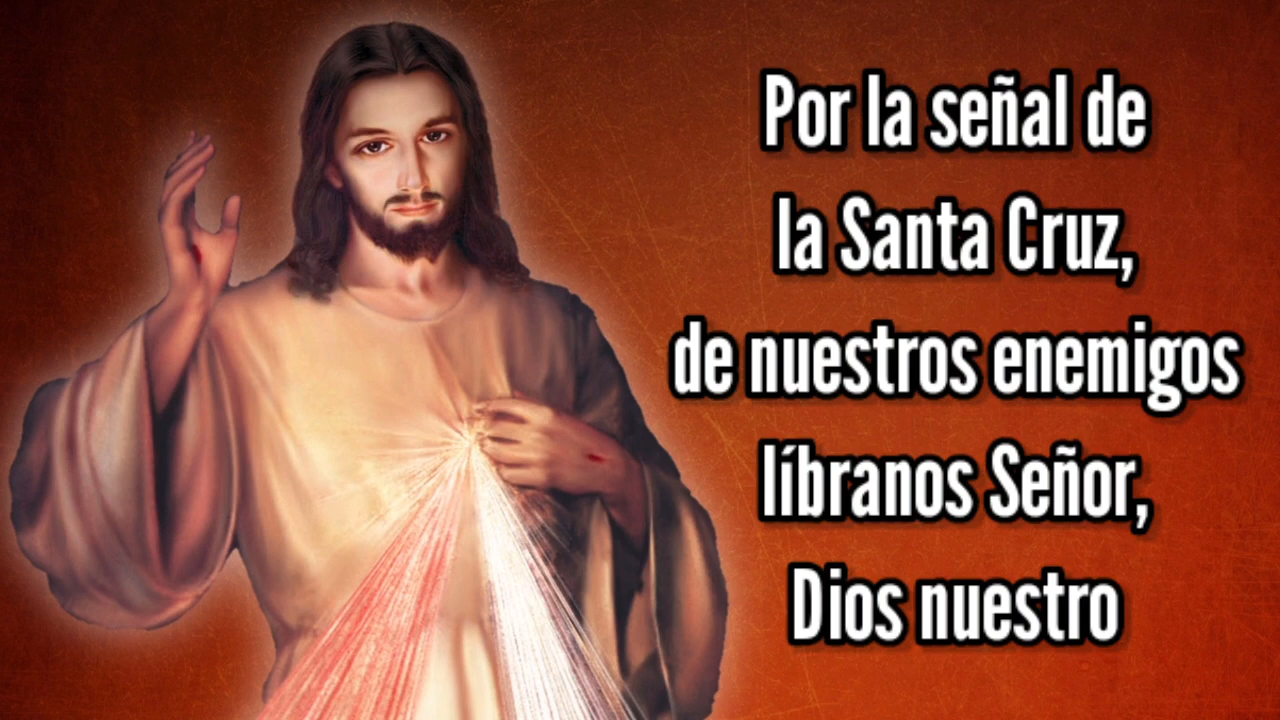 Por la señal de
la Santa Cruz,
de nuestros enemigos
líbranos Señor,
Dios nuestro